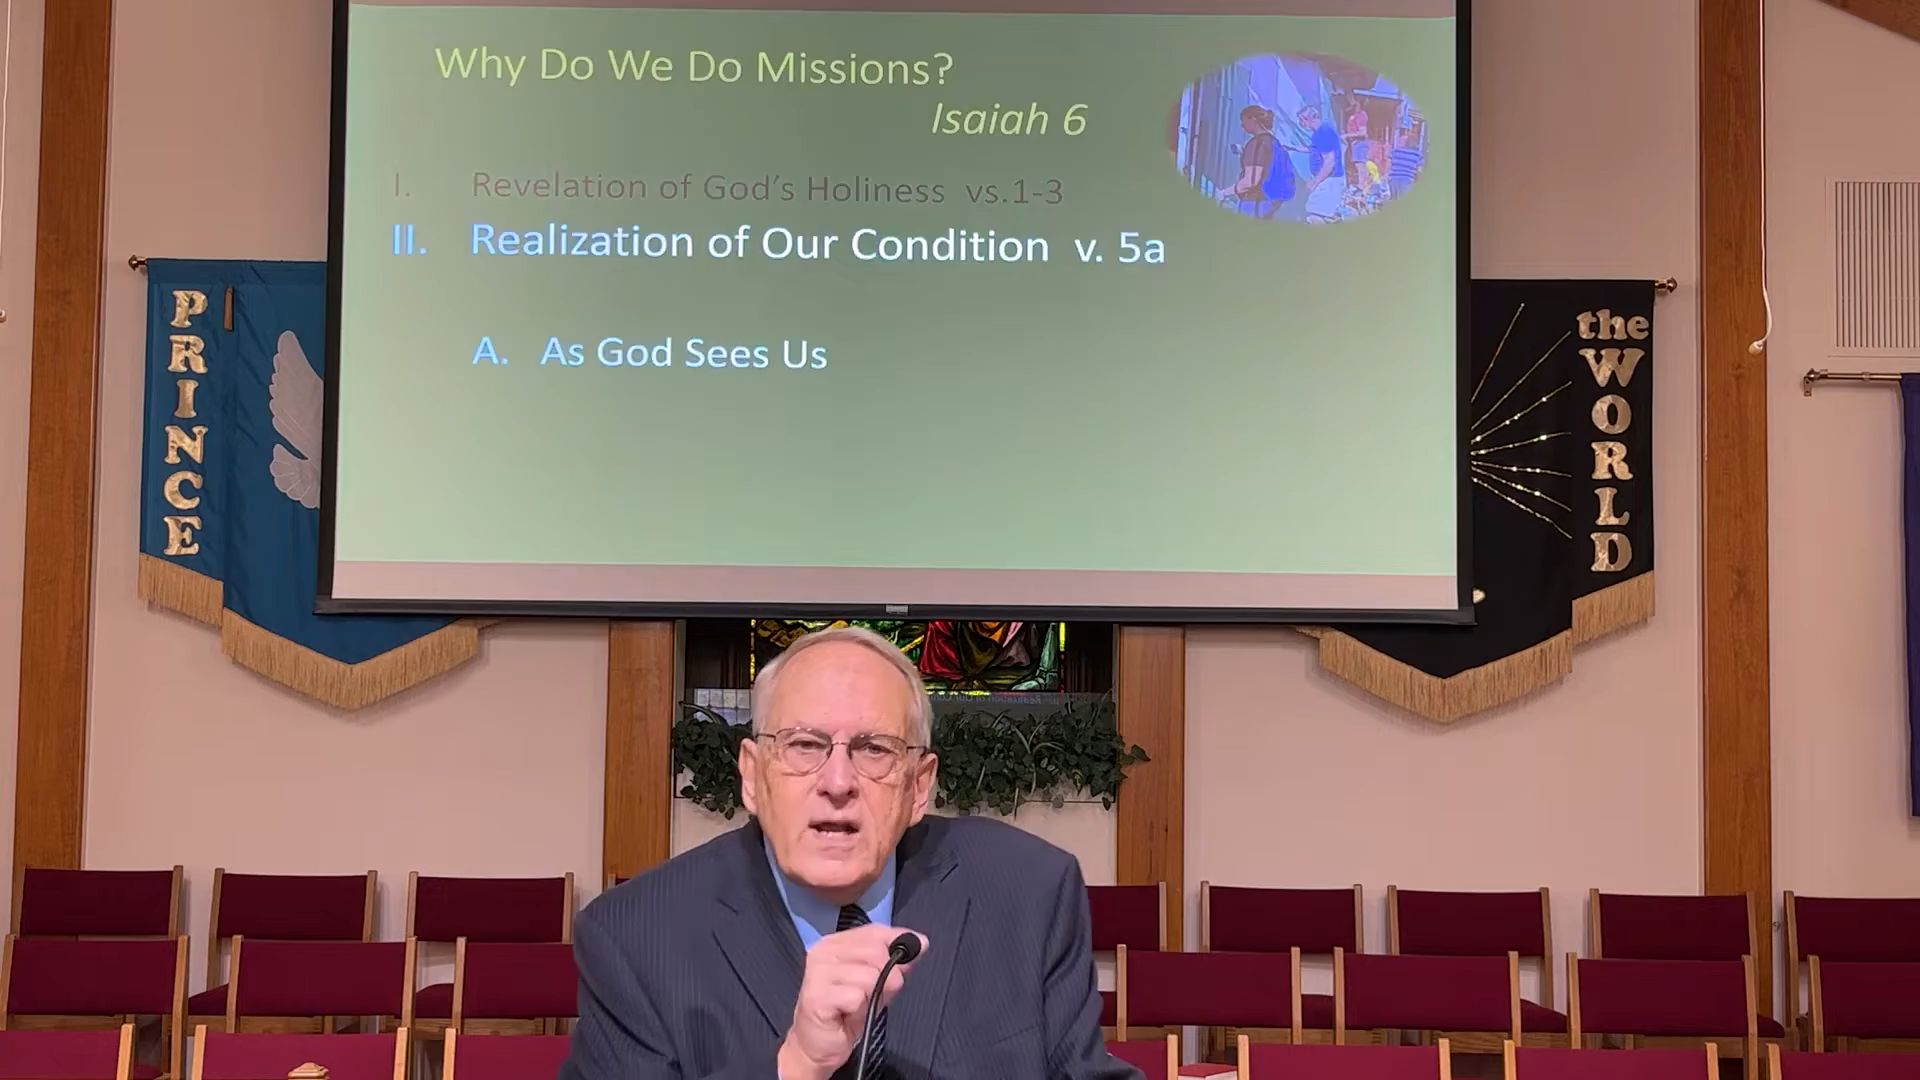 Why Do We Do Missions?
Isaiah 6
I. Revelation of God's Holiness vs.1-3
II. Realization of Our Condition v. 5a
A. As God Sees Us
PRINCE
the WORLD